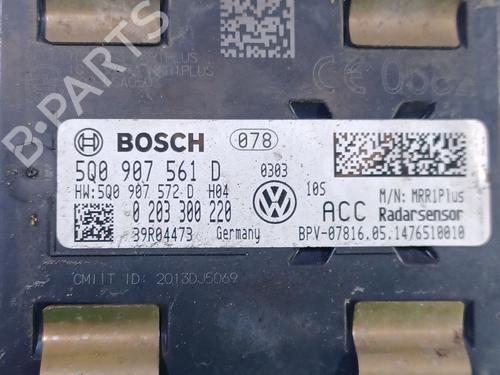 BOSCH 078
5Q0 907 561 D 0303
HW:5Q0 907 572 D H04 10S M/N: MRR1Plus
0 203 300 220 ACC Radarsensor
39R04473 Germany BPV-07816.05.1476510010
CMIIT ID: 2013DJ5069
B-PARTS